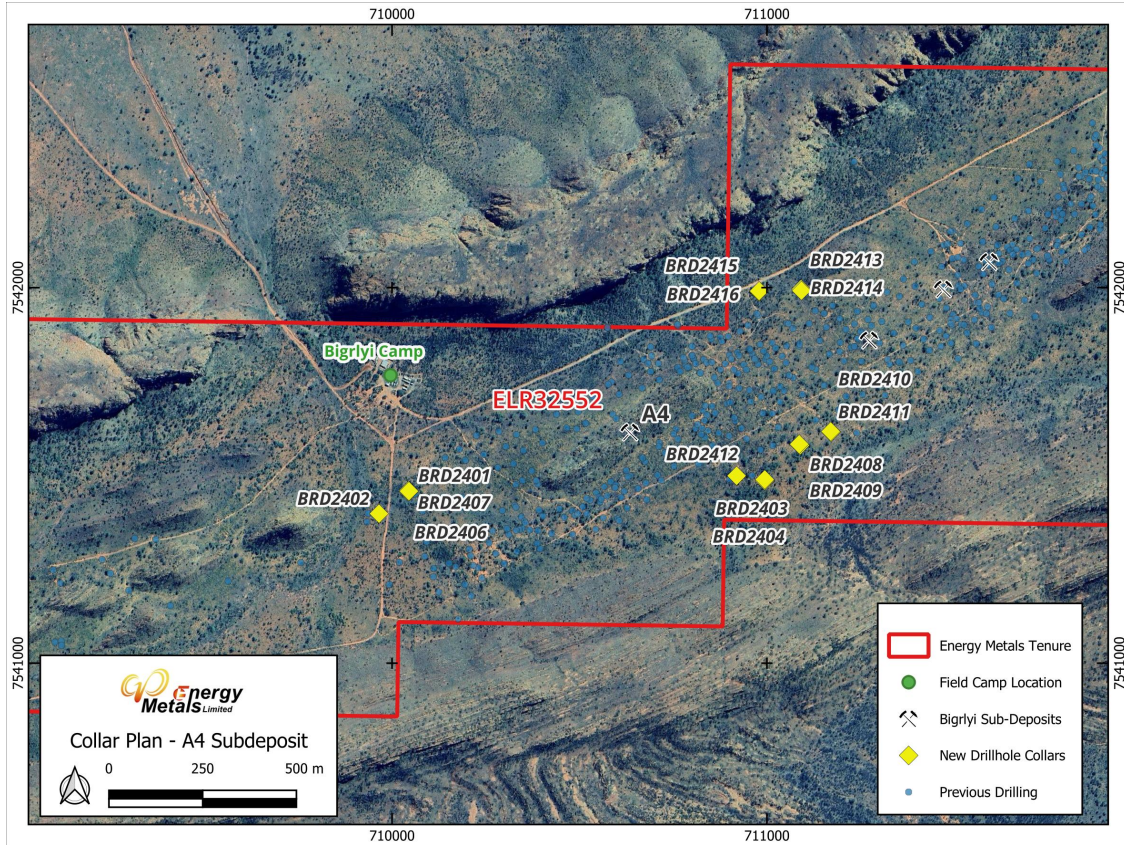 710000
711000
BRD2415
BRD2413
BRD2416
BRD2414
7542000
7542000
Bigrlyi Camp
ELR32552
A4
BRD2410
BRD2411
BRD2412
BRD2401
BRD2408
BRD2402
BRD2407
BRD2409
BRD2403
BRD2406
BRD2404
7541000
7541000
Energy
Metals Limited
Collar Plan - A4 Subdeposit
0 250 500 m
Energy Metals Tenure
Field Camp Location
Bigrlyi Sub-Deposits
New Drillhole Collars
Previous Drilling
710000
711000